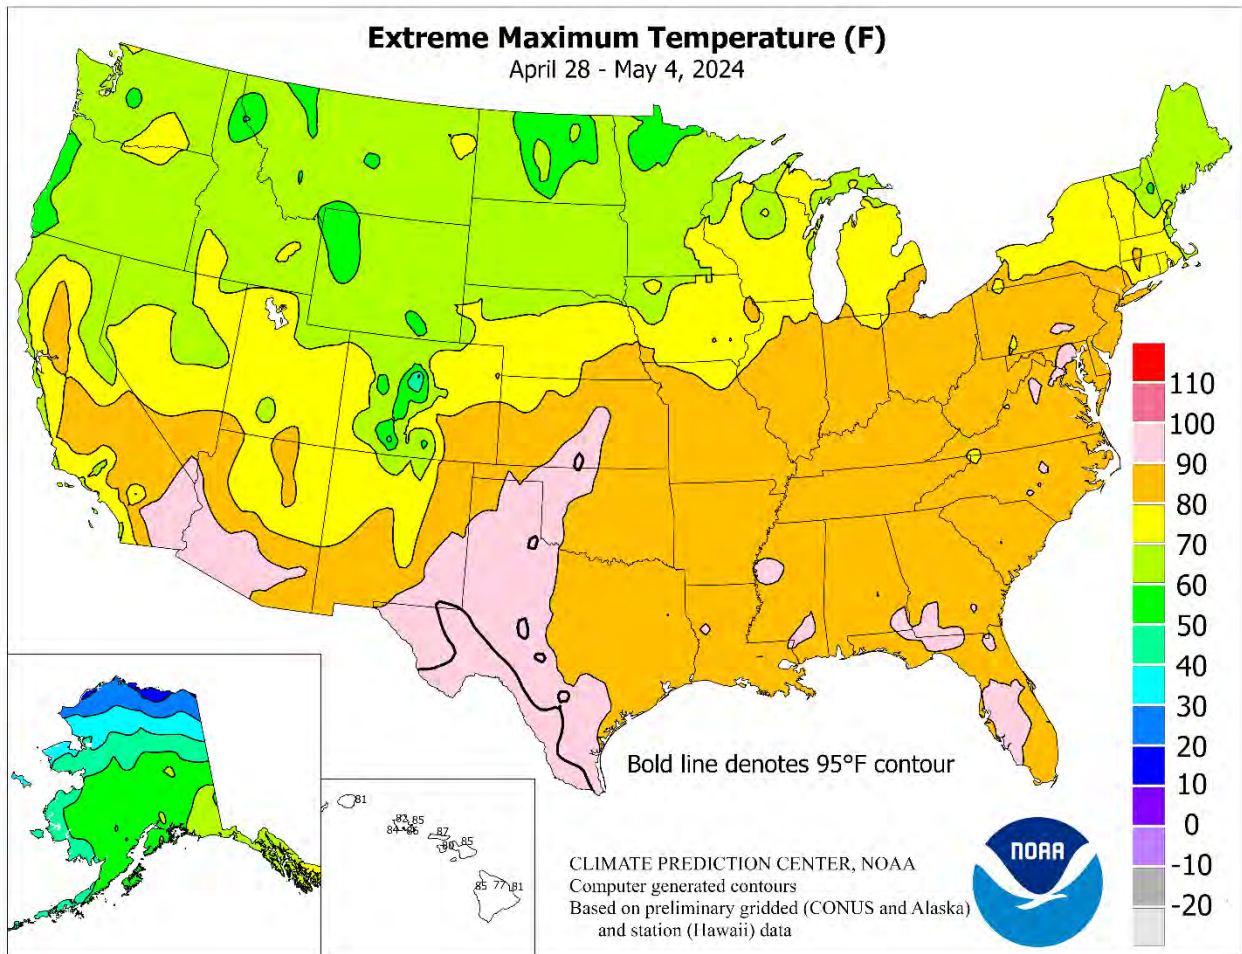 Extreme Maximum Temperature (F)
April 28 - May 4, 2024
110
100
90
80
70
60
50
40
30
20
10
0
-10
-20
Bold line denotes 95°F contour
81
85
84
86
87
85
85 77 81
CLIMATE PREDICTION CENTER, NOAA
Computer generated contours
Based on preliminary gridded (CONUS and Alaska)
and station (Hawaii) data
NOAA